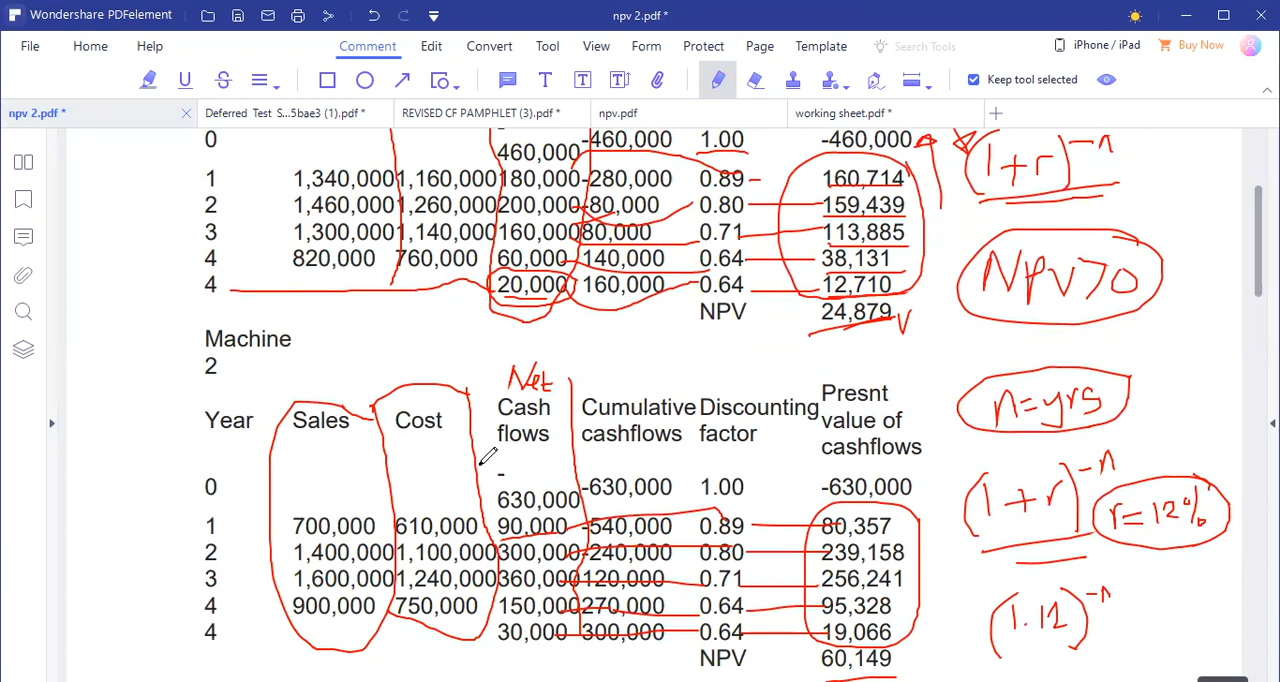 Wondershare PDFelement
npv 2.pdf *
File Home Help Comment Edit Convert Tool View Form Protect Page Template Search Tools iPhone / iPad Buy Now
T T T Keep tool selected
npv 2.pdf * Deferred Test S...5bae3 (1).pdf * REVISED CF PAMPHLET (3).pdf * npv.pdf working sheet.pdf *
0 -460,000 -460,000 1.00 -460,000
1 1,340,000 1,160,000 180,000 -280,000 0.89 160,714
2 1,460,000 1,260,000 200,000 -80,000 0.80 159,439
3 1,300,000 1,140,000 160,000 80,000 0.71 113,885
4 820,000 760,000 60,000 140,000 0.64 38,131
4 20,000 160,000 0.64 12,710
NPV 24,879
(1+r)^-n
NPV>0
Machine 2
Net
Year Sales Cost Cash flows Cumulative cashflows Discounting factor Presnt value of cashflows
0 -630,000 -630,000 1.00 -630,000
1 700,000 610,000 90,000 -540,000 0.89 80,357
2 1,400,000 1,100,000 300,000 -240,000 0.80 239,158
3 1,600,000 1,240,000 360,000 120,000 0.71 256,241
4 900,000 750,000 150,000 270,000 0.64 95,328
4 30,000 300,000 0.64 19,066
NPV 60,149
n=yrs
(1+r)^-n
r=12%
(1.12)^-n